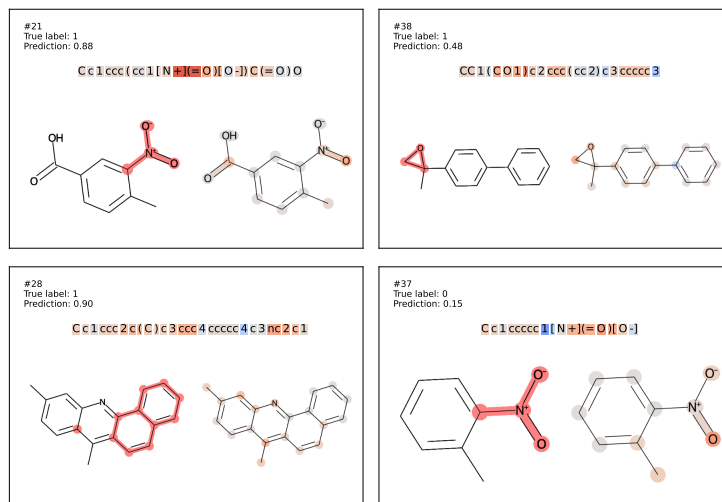 #21
True label: 1
Prediction: 0.88
Cc1ccc(cc1[N+](=O)[O-])C(=O)O
OH
O
O⁻
N⁺
O
OH
O
O⁻
N⁺
O
#38
True label: 1
Prediction: 0.48
CC1(CO1)c2ccc(cc2)c3ccccc3
O
O
#28
True label: 1
Prediction: 0.90
Cc1ccc2c(C)c3ccc4ccccc4c3nc2c1
N
N
#37
True label: 0
Prediction: 0.15
Cc1ccccc1[N+](=O)[O-]
O⁻
N⁺
O
O⁻
N⁺
O